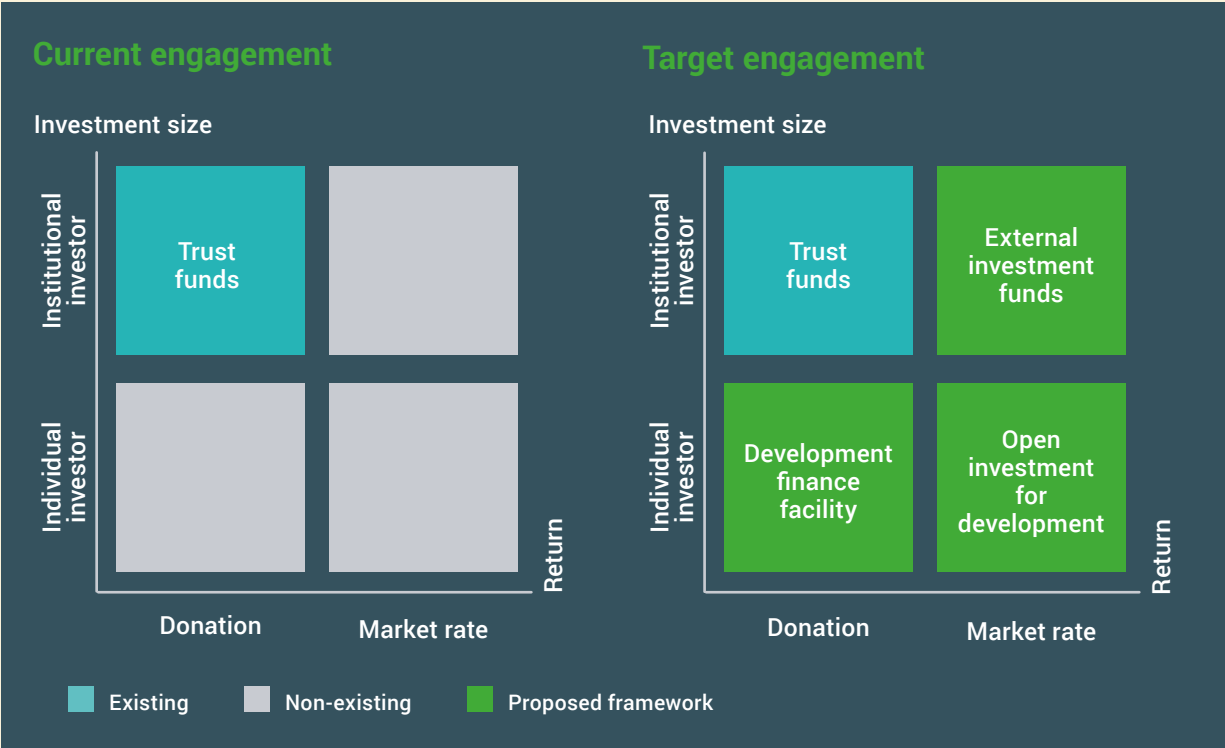 Current engagement
Investment size
Institutional
investor
Trust
funds
Individual
investor
Return
Donation
Market rate
Target engagement
Investment size
Institutional
investor
Trust
funds
External
investment
funds
Individual
investor
Development
finance
facility
Open
investment
for
development
Return
Donation
Market rate
Existing
Non-existing
Proposed framework